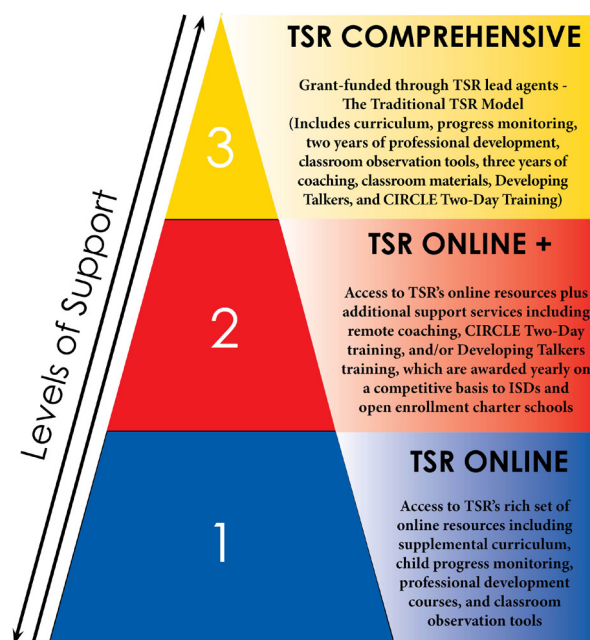 Levels of Support
3
TSR COMPREHENSIVE
Grant-funded through TSR lead agents -
The Traditional TSR Model
(Includes curriculum, progress monitoring,
two years of professional development,
classroom observation tools, three years of
coaching, classroom materials, Developing
Talkers, and CIRCLE Two-Day Training)
2
TSR ONLINE +
Access to TSR's online resources plus
additional support services including
remote coaching, CIRCLE Two-Day
training, and/or Developing Talkers
training, which are awarded yearly on
a competitive basis to ISDs and
open enrollment charter schools
1
TSR ONLINE
Access to TSR's rich set of
online resources including
supplemental curriculum,
child progress monitoring,
professional development
courses, and classroom
observation tools